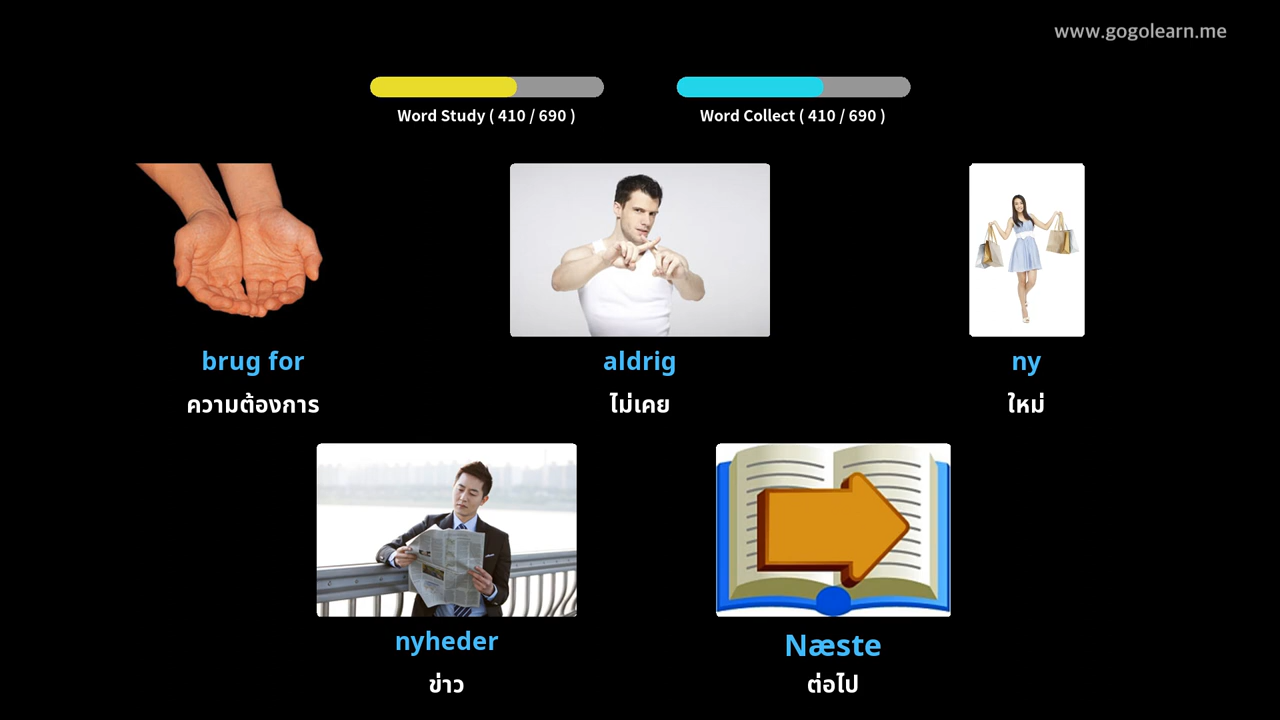 www.gogolearn.me
Word Study ( 410 / 690 )
Word Collect ( 410 / 690 )
brug for
ความต้องการ
aldrig
ไม่เคย
ny
ใหม่
nyheder
ข่าว
Næste
ต่อไป